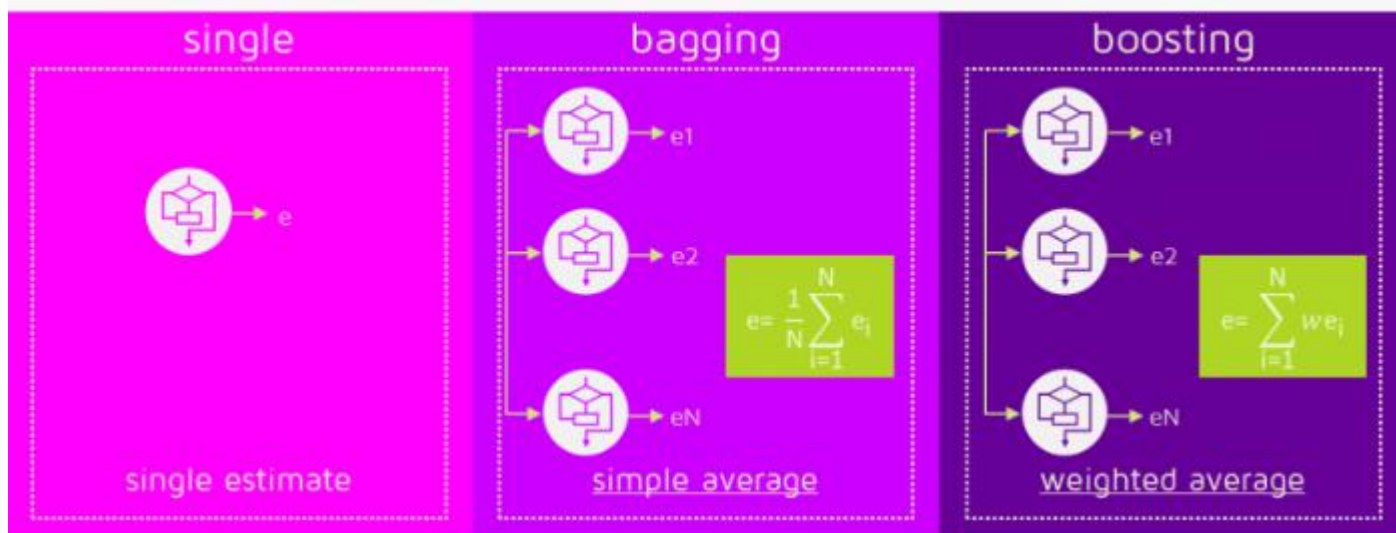 single
e
single estimate
bagging
e1
e2
eN
e= 1/N ∑ i=1 N e_i
simple average
boosting
e1
e2
eN
e= ∑ i=1 N we_i
weighted average